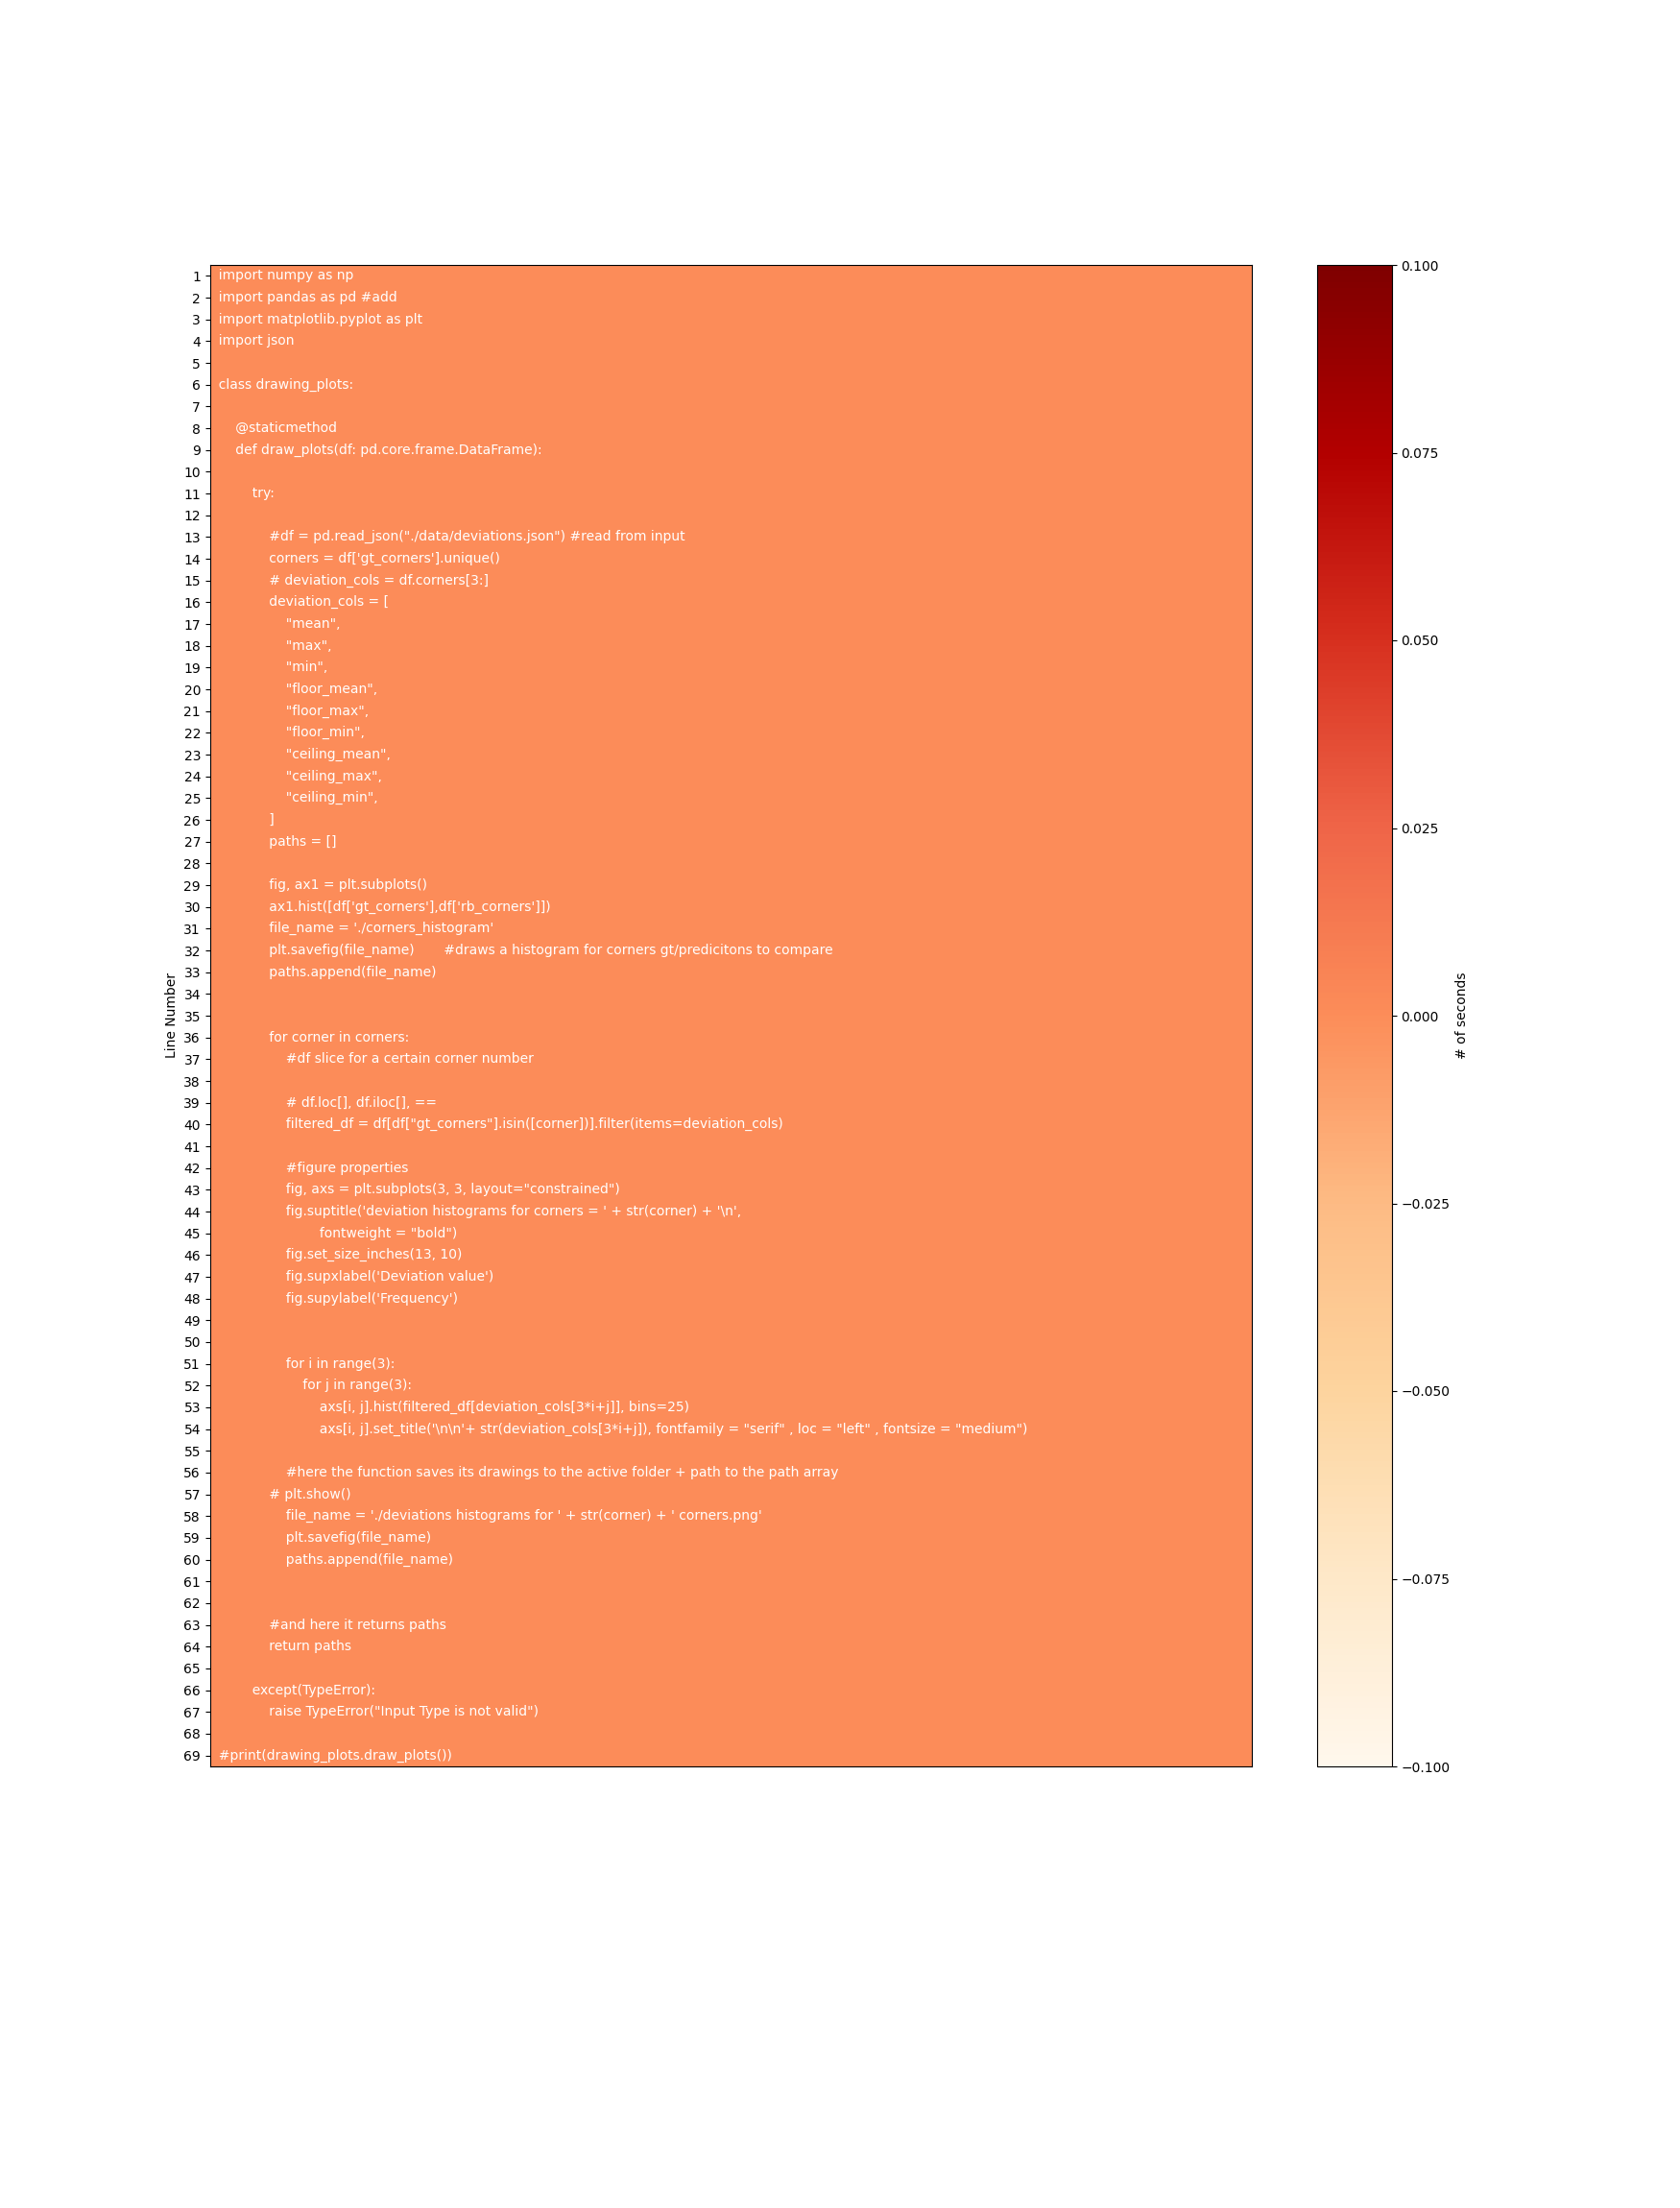 1 import numpy as np
2 import pandas as pd #add
3 import matplotlib.pyplot as plt
4 import json
5
6 class drawing_plots:
7
8     @staticmethod
9     def draw_plots(df: pd.core.frame.DataFrame):
10
11         try:
12
13             #df = pd.read_json("./data/deviations.json") #read from input
14             corners = df['gt_corners'].unique()
15             # deviation_cols = df.corners[3:]
16             deviation_cols = [
17                 "mean",
18                 "max",
19                 "min",
20                 "floor_mean",
21                 "floor_max",
22                 "floor_min",
23                 "ceiling_mean",
24                 "ceiling_max",
25                 "ceiling_min",
26             ]
27             paths = []
28
29             fig, ax1 = plt.subplots()
30             ax1.hist([df['gt_corners'],df['rb_corners']])
31             file_name = './corners_histogram'
32             plt.savefig(file_name)       #draws a histogram for corners gt/predicitons to compare
33             paths.append(file_name)
34
35
36             for corner in corners:
37                 #df slice for a certain corner number
38
39                 # df.loc[], df.iloc[], ==
40                 filtered_df = df[df["gt_corners"].isin([corner])].filter(items=deviation_cols)
41
42                 #figure properties
43                 fig, axs = plt.subplots(3, 3, layout="constrained")
44                 fig.suptitle('deviation histograms for corners = ' + str(corner) + '\n',
45                         fontweight = "bold")
46                 fig.set_size_inches(13, 10)
47                 fig.supxlabel('Deviation value')
48                 fig.supylabel('Frequency')
49
50
51                 for i in range(3):
52                     for j in range(3):
53                         axs[i, j].hist(filtered_df[deviation_cols[3*i+j]], bins=25)
54                         axs[i, j].set_title('\n\n'+ str(deviation_cols[3*i+j]), fontfamily = "serif" , loc = "left" , fontsize = "medium")
55
56                 #here the function saves its drawings to the active folder + path to the path array
57             # plt.show()
58                 file_name = './deviations histograms for ' + str(corner) + ' corners.png'
59                 plt.savefig(file_name)
60                 paths.append(file_name)
61
62
63             #and here it returns paths
64             return paths
65
66         except(TypeError):
67             raise TypeError("Input Type is not valid")
68
69 #print(drawing_plots.draw_plots())
Line Number
0.100
0.075
0.050
0.025
0.000
−0.025
−0.050
−0.075
−0.100
# of seconds